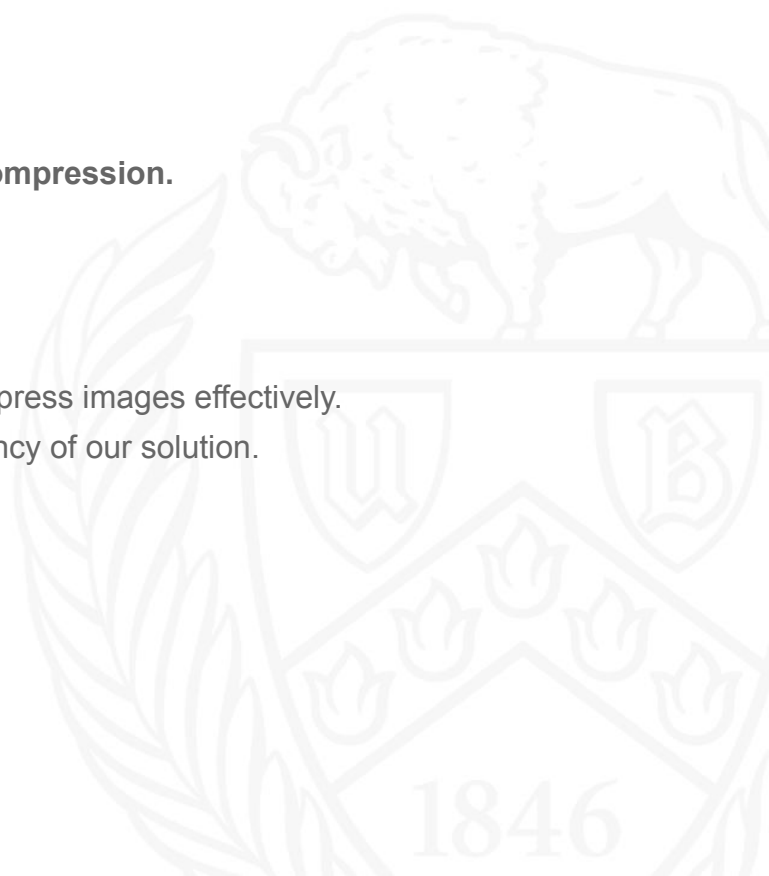 ompression.
press images effectively.
ncy of our solution.
U B
1846